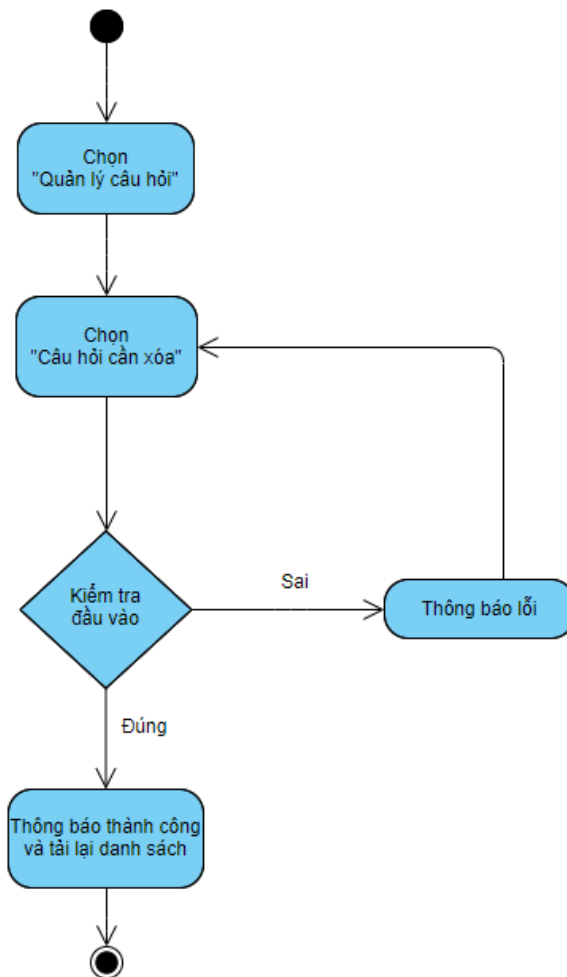 Chọn
"Quản lý câu hỏi"
Chọn
"Câu hỏi cần xóa"
Kiểm tra
đầu vào
Sai
Thông báo lỗi
Đúng
Thông báo thành công
và tải lại danh sách